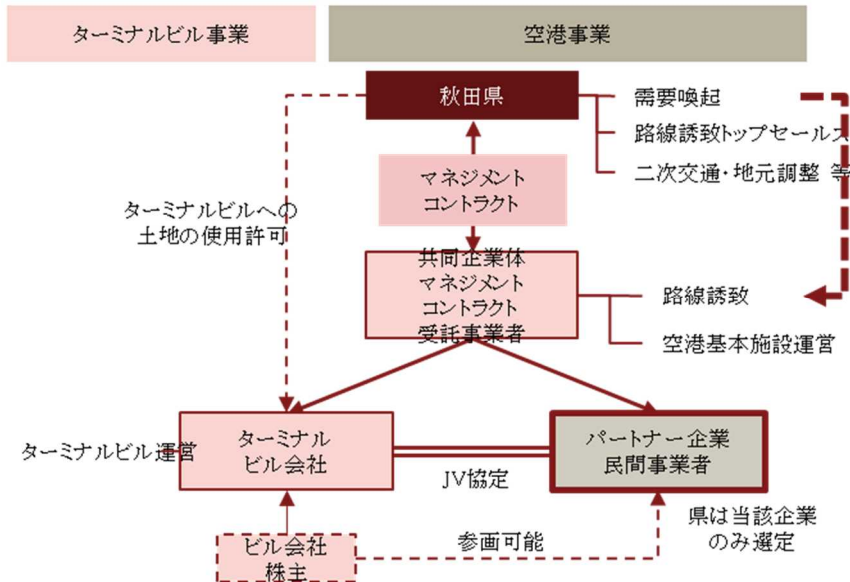 ターミナルビル事業
空港事業
秋田県
需要喚起
路線誘致トップセールス
二次交通・地元調整 等
マネジメント
コントラクト
ターミナルビルへの
土地の使用許可
共同企業体
マネジメント
コントラクト
受託事業者
路線誘致
空港基本施設運営
ターミナルビル運営
ターミナル
ビル会社
JV協定
パートナー企業
民間事業者
ビル会社
株主
参画可能
県は当該企業
のみ選定